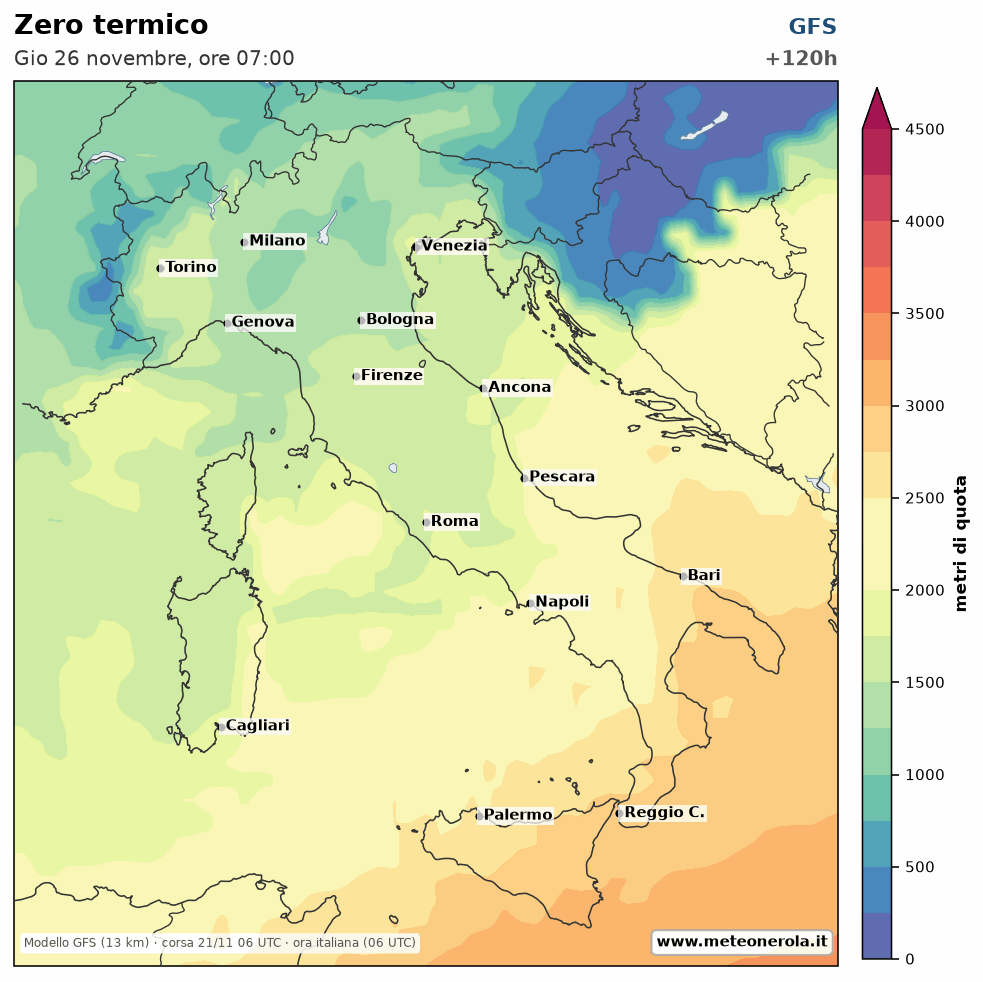 Zero termico
GFS
Gio 26 novembre, ore 07:00
+120h
4500
4000
3500
3000
2500
2000
1500
1000
500
0
metri di quota
Milano
Venezia
Torino
Genova
Bologna
Firenze
Ancona
Pescara
Roma
Bari
Napoli
Cagliari
Palermo
Reggio C.
Modello GFS (13 km) · corsa 21/11 06 UTC · ora italiana (06 UTC)
www.meteonerola.it